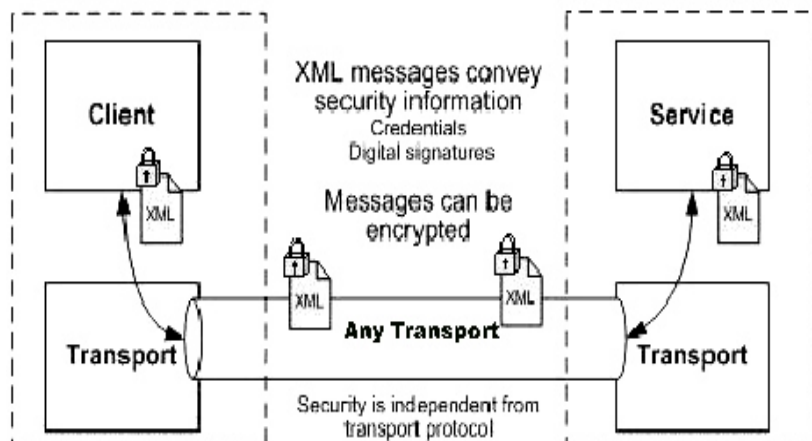 XML messages convey
security information
Credentials
Digital signatures
Client
Service
XML
XML
Messages can be
encrypted
XML
XML
Any Transport
Transport
Transport
Security is independent from
transport protocol